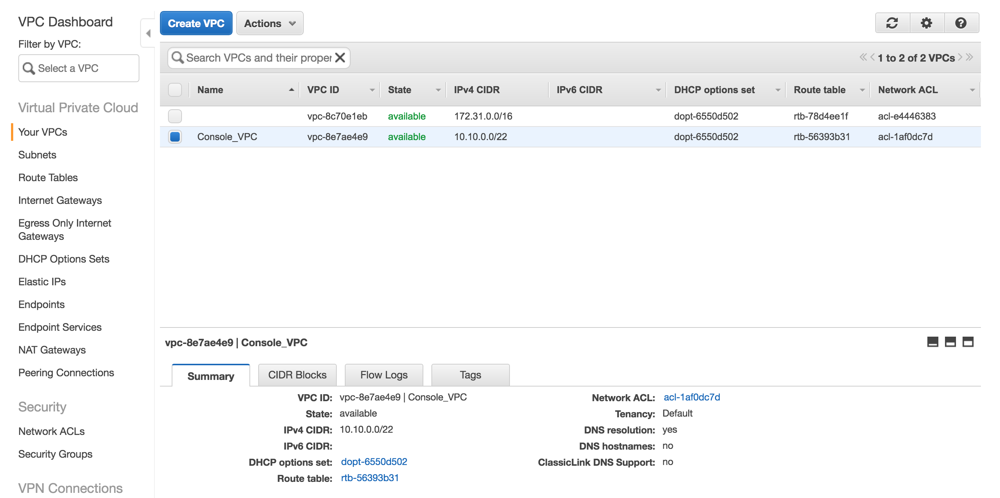 VPC Dashboard
Filter by VPC:
Select a VPC
Virtual Private Cloud
Your VPCs
Subnets
Route Tables
Internet Gateways
Egress Only Internet
Gateways
DHCP Options Sets
Elastic IPs
Endpoints
Endpoint Services
NAT Gateways
Peering Connections
Security
Network ACLs
Security Groups
VPN Connections
Create VPC Actions
Search VPCs and their proper 1 to 2 of 2 VPCs
Name VPC ID State IPv4 CIDR IPv6 CIDR DHCP options set Route table Network ACL
vpc-8c70e1eb available 172.31.0.0/16 dopt-6550d502 rtb-78d4ee1f acl-e4446383
Console_VPC vpc-8e7ae4e9 available 10.10.0.0/22 dopt-6550d502 rtb-56393b31 acl-1af0dc7d
vpc-8e7ae4e9 | Console_VPC
Summary CIDR Blocks Flow Logs Tags
VPC ID: vpc-8e7ae4e9 | Console_VPC
State: available
IPv4 CIDR: 10.10.0.0/22
IPv6 CIDR:
DHCP options set: dopt-6550d502
Route table: rtb-56393b31
Network ACL: acl-1af0dc7d
Tenancy: Default
DNS resolution: yes
DNS hostnames: no
ClassicLink DNS Support: no